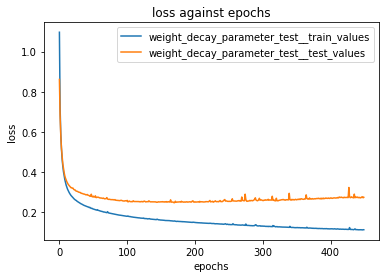 loss against epochs
weight_decay_parameter_test__train_values
weight_decay_parameter_test__test_values
loss
1.0
0.8
0.6
0.4
0.2
0 100 200 300 400
epochs